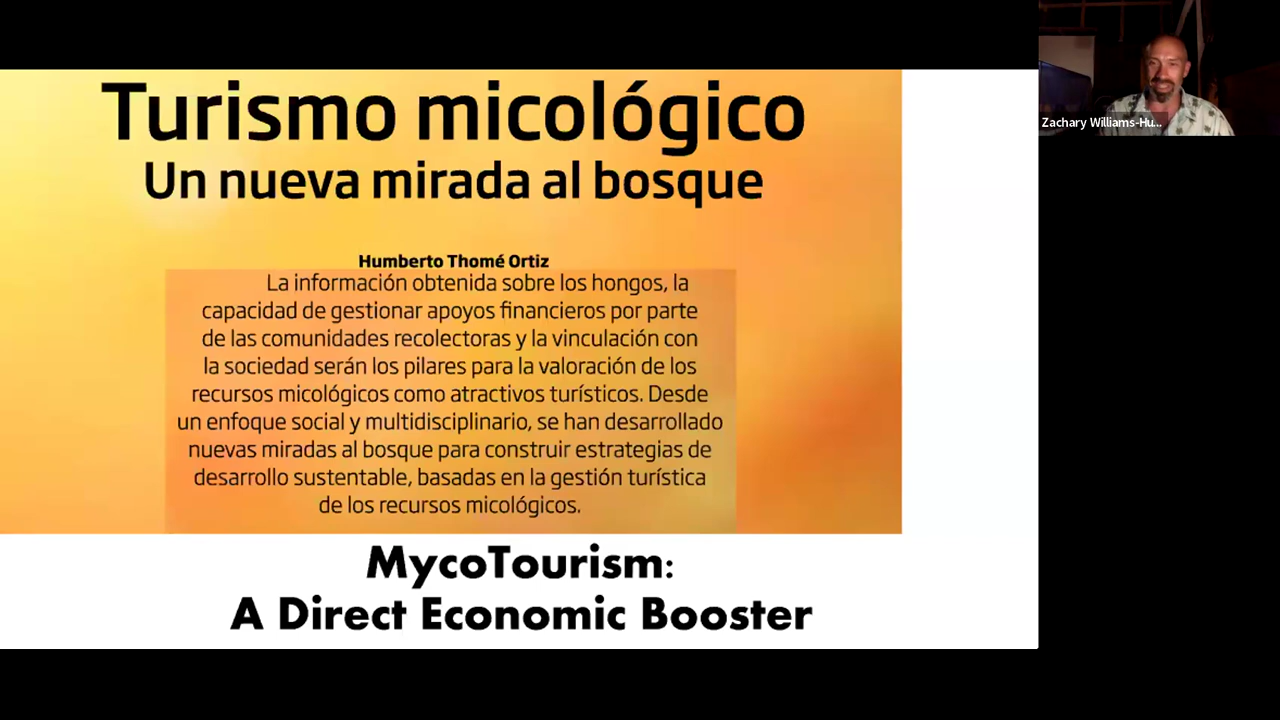 Turismo micológico
Un nueva mirada al bosque
Humberto Thomé Ortiz
La información obtenida sobre los hongos, la
capacidad de gestionar apoyos financieros por parte
de las comunidades recolectoras y la vinculación con
la sociedad serán los pilares para la valoración de los
recursos micológicos como atractivos turísticos. Desde
un enfoque social y multidisciplinario, se han desarrollado
nuevas miradas al bosque para construir estrategias de
desarrollo sustentable, basadas en la gestión turística
de los recursos micológicos.
MycoTourism:
A Direct Economic Booster
Zachary Williams-Hu...